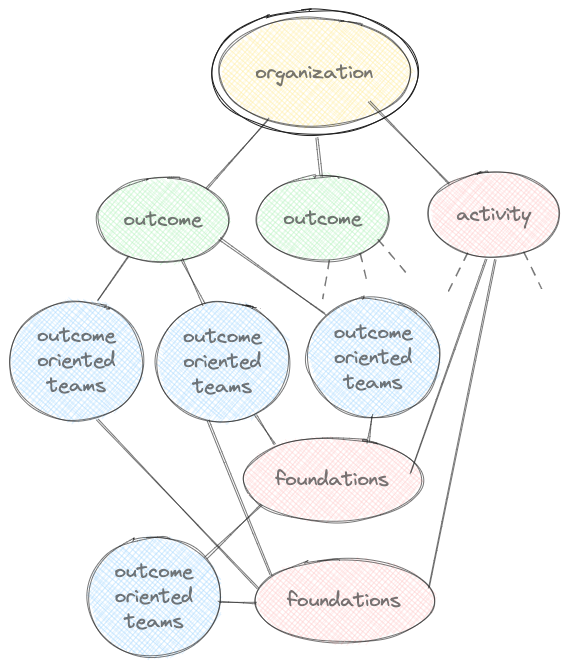 organization
outcome
outcome
activity
outcome
oriented
teams
outcome
oriented
teams
outcome
oriented
teams
foundations
outcome
oriented
teams
foundations